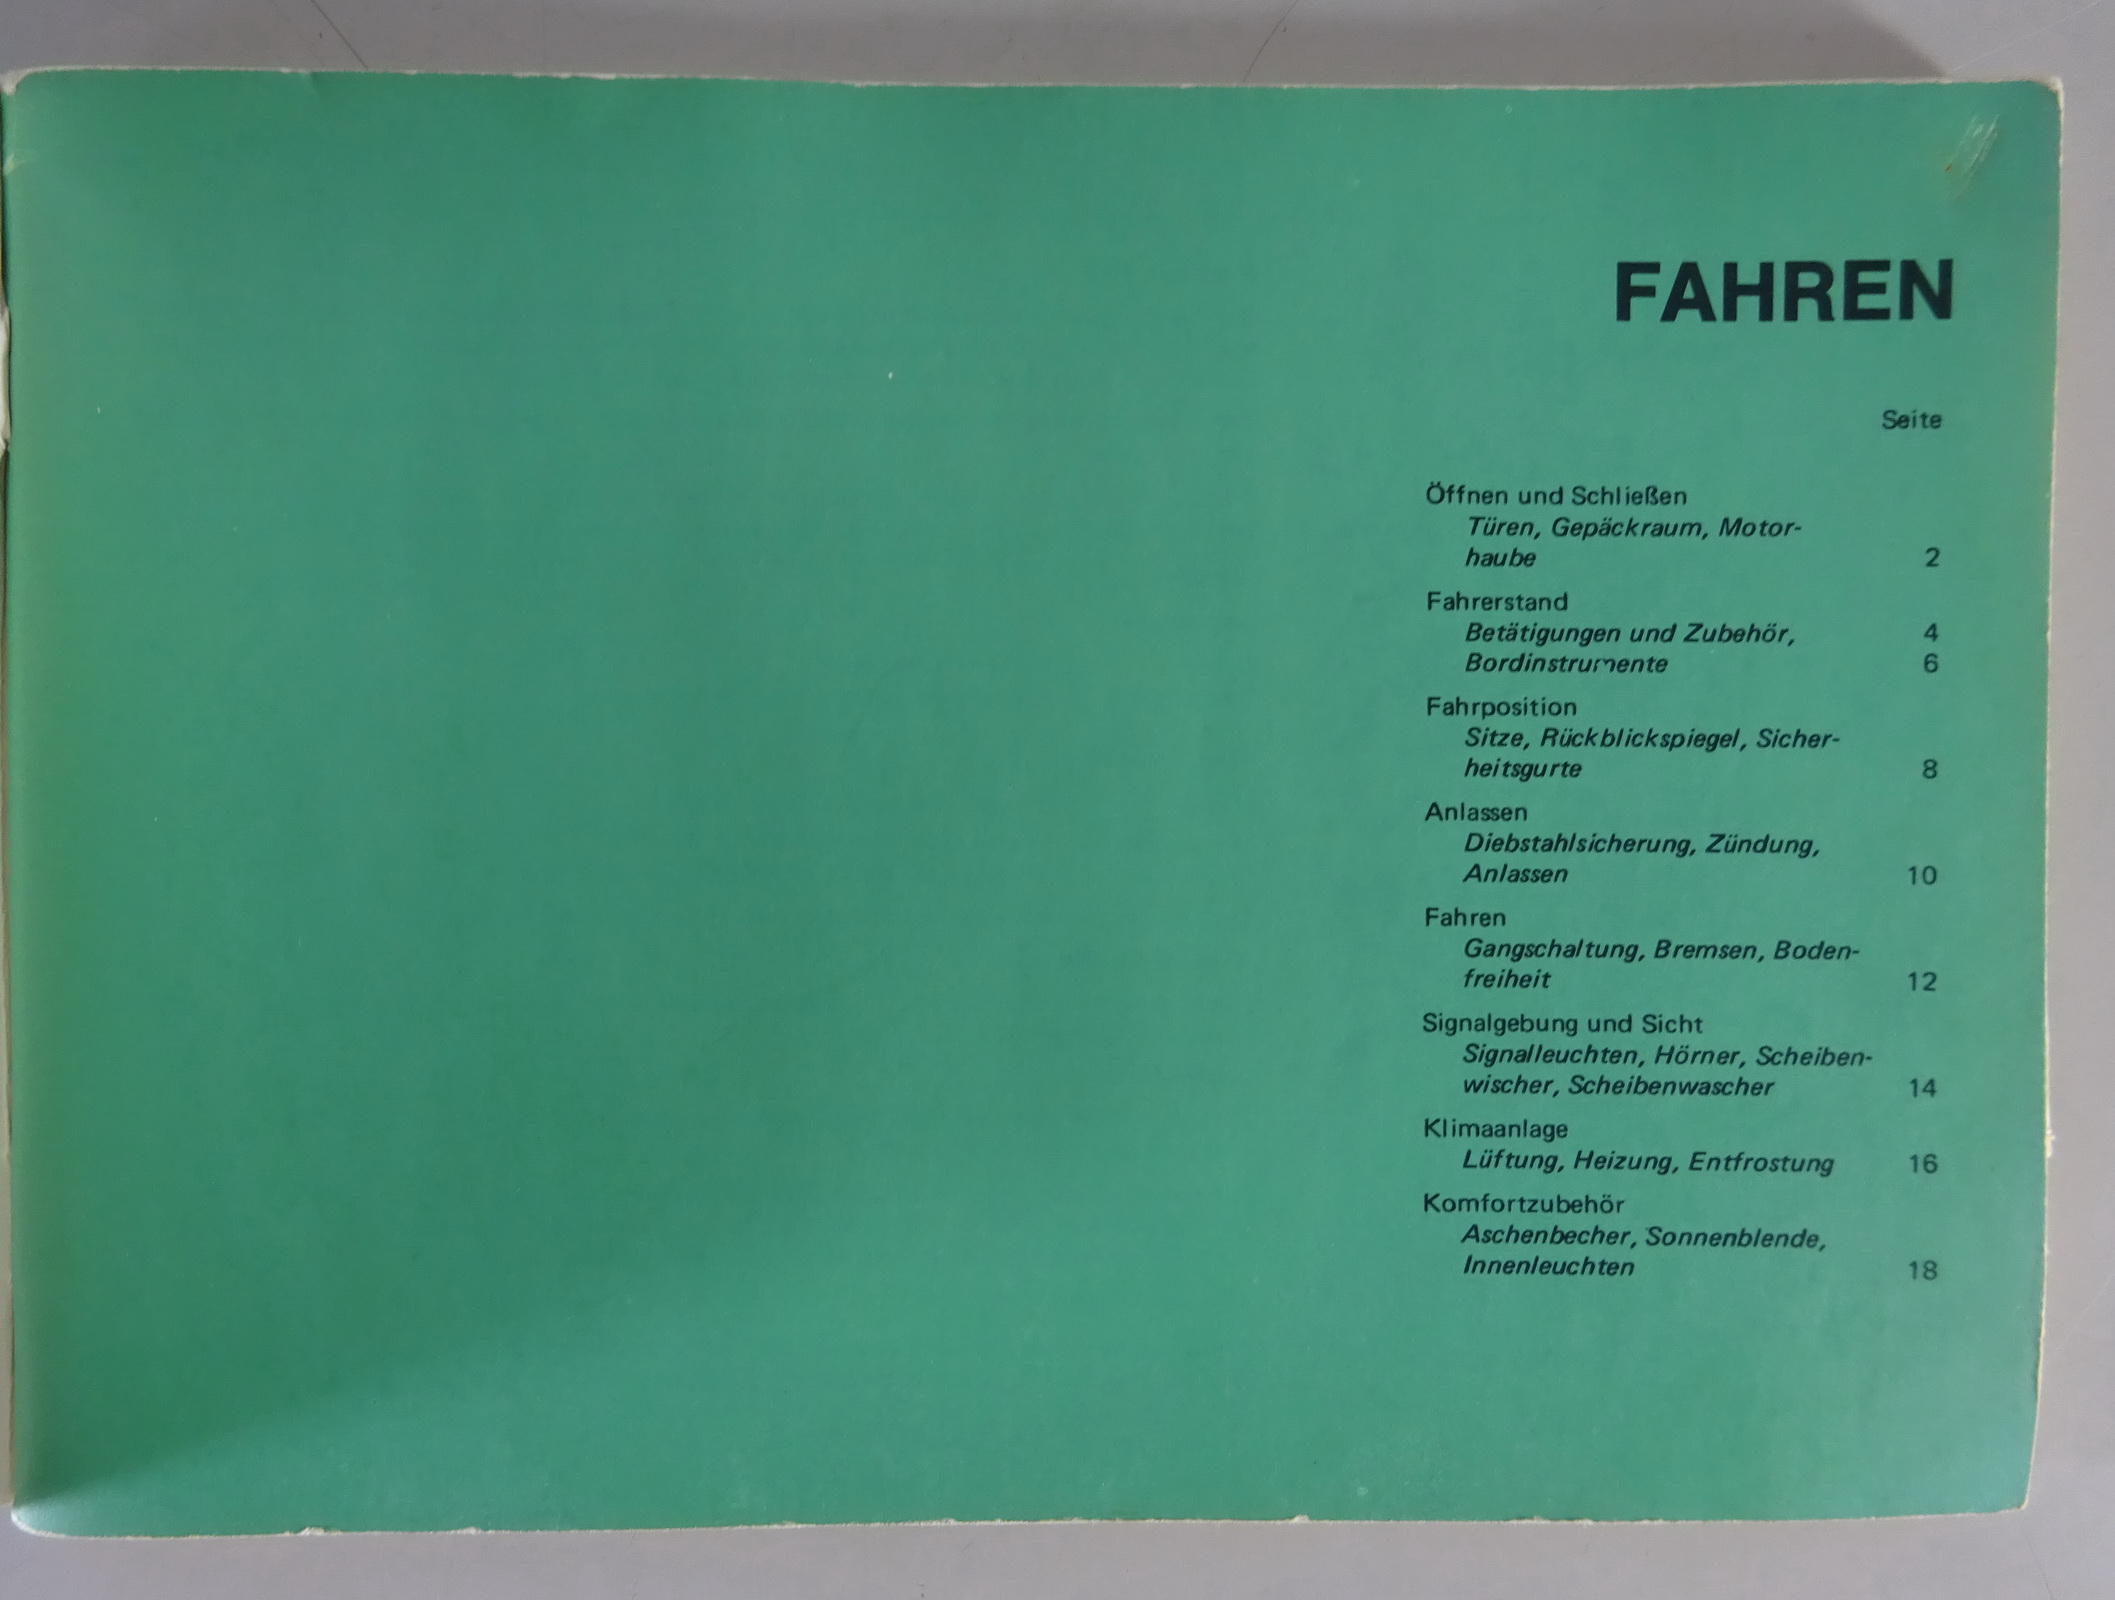 FAHREN
Seite
Öffnen und Schließen
Türen, Gepäckraum, Motor-
haube 2
Fahrerstand
Betätigungen und Zubehör, 4
Bordinstrumente 6
Fahrposition
Sitze, Rückblickspiegel, Sicher-
heitsgurte 8
Anlassen
Diebstahlsicherung, Zündung,
Anlassen 10
Fahren
Gangschaltung, Bremsen, Boden-
freiheit 12
Signalgebung und Sicht
Signalleuchten, Hörner, Scheiben-
wischer, Scheibenwascher 14
Klimaanlage
Lüftung, Heizung, Entfrostung 16
Komfortzubehör
Aschenbecher, Sonnenblende,
Innenleuchten 18